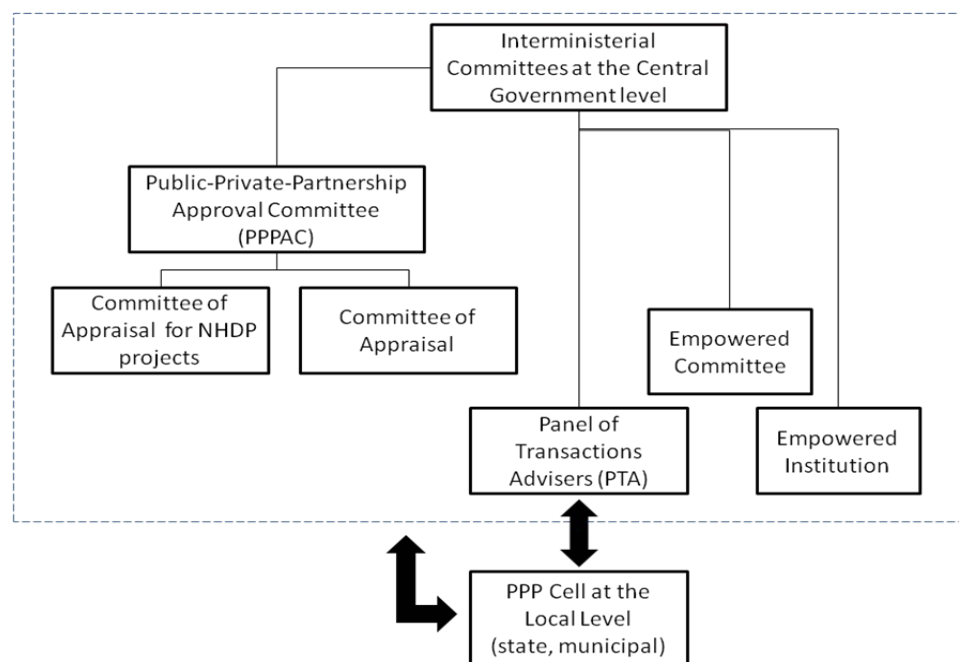 Interministerial
Committees at the Central
Government level
Public-Private-Partnership
Approval Committee
(PPPAC)
Committee of
Appraisal for NHDP
projects
Committee of
Appraisal
Empowered
Committee
Panel of
Transactions
Advisers (PTA)
Empowered
Institution
PPP Cell at the
Local Level
(state, municipal)